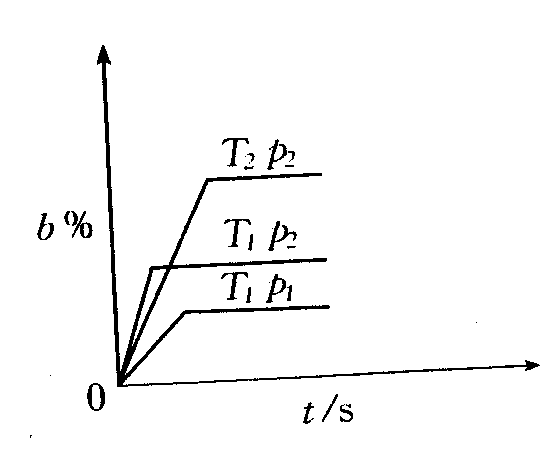 T₂ p₂
b %
T₁ p₂
T₁ p₁
0
t /s